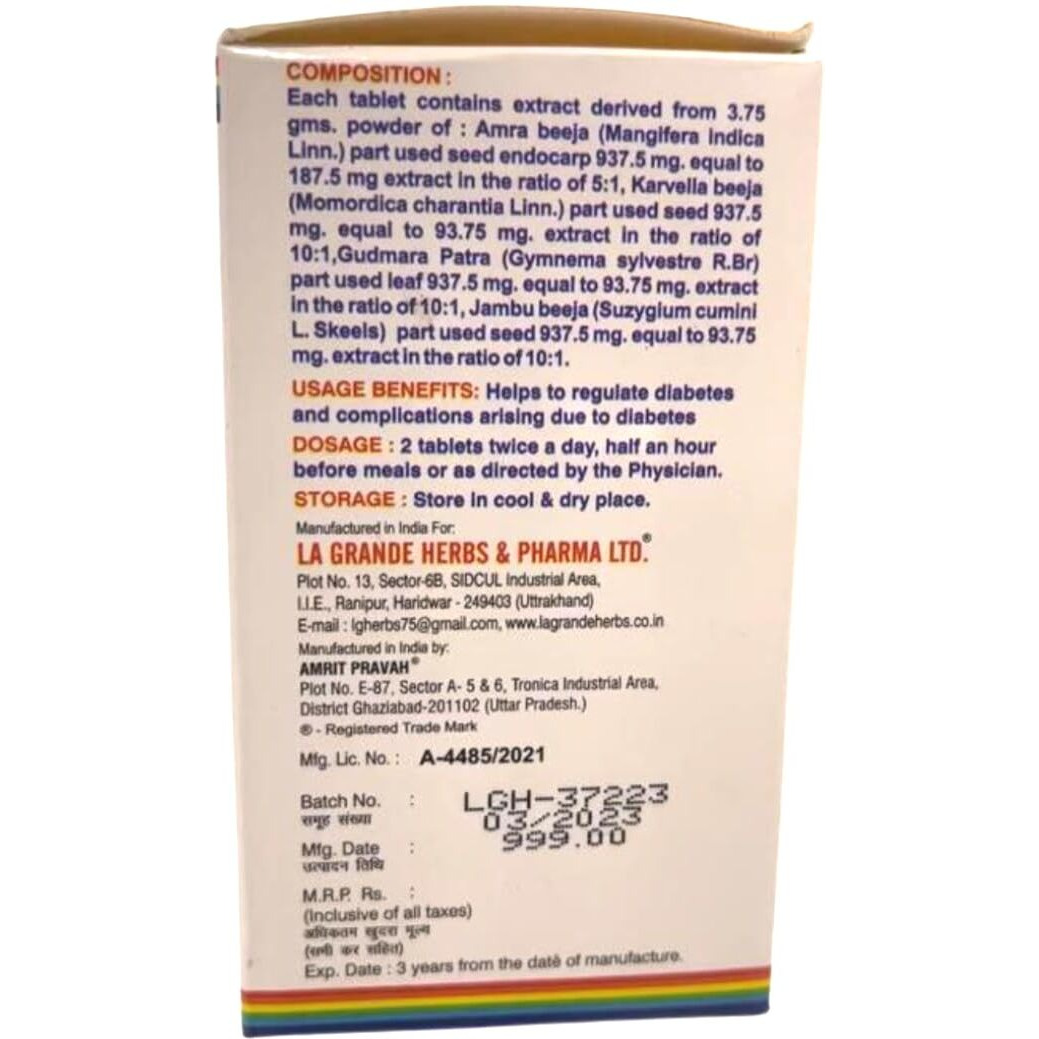 COMPOSITION :
Each tablet contains extract derived from 3.75
gms. powder of : Amra beeja (Mangifera indica
Linn.) part used seed endocarp 937.5 mg. equal to
187.5 mg extract in the ratio of 5:1, Karvella beeja
(Momordica charantia Linn.) part used seed 937.5
mg. equal to 93.75 mg. extract in the ratio of
10:1,Gudmara Patra (Gymnema sylvestre R.Br)
part used leaf 937.5 mg. equal to 93.75 mg. extract
in the ratio of 10:1, Jambu beeja (Suzygium cumini
L. Skeels) part used seed 937.5 mg. equal to 93.75
mg. extract in the ratio of 10:1.
USAGE BENEFITS: Helps to regulate diabetes
and complications arising due to diabetes
DOSAGE : 2 tablets twice a day, half an hour
before meals or as directed by the Physician.
STORAGE : Store in cool & dry place.
Manufactured in India For:
LA GRANDE HERBS & PHARMA LTD.®
Plot No. 13, Sector-6B, SIDCUL Industrial Area,
I.I.E., Ranipur, Haridwar - 249403 (Uttrakhand)
E-mail : lgherbs75@gmail.com, www.lagrandeherbs.co.in
Manufactured in India by:
AMRIT PRAVAH®
Plot No. E-87, Sector A- 5 & 6, Tronica Industrial Area,
District Ghaziabad-201102 (Uttar Pradesh.)
® - Registered Trade Mark
Mfg. Lic. No. : A-4485/2021
Batch No. : LGH-37223
समूह संख्या
03/2023
Mfg. Date : 999.00
उत्पादन तिथि
M.R.P. Rs. :
(Inclusive of all taxes)
अधिकतम खुदरा मूल्य
(सभी कर सहित)
Exp. Date : 3 years from the date of manufacture.